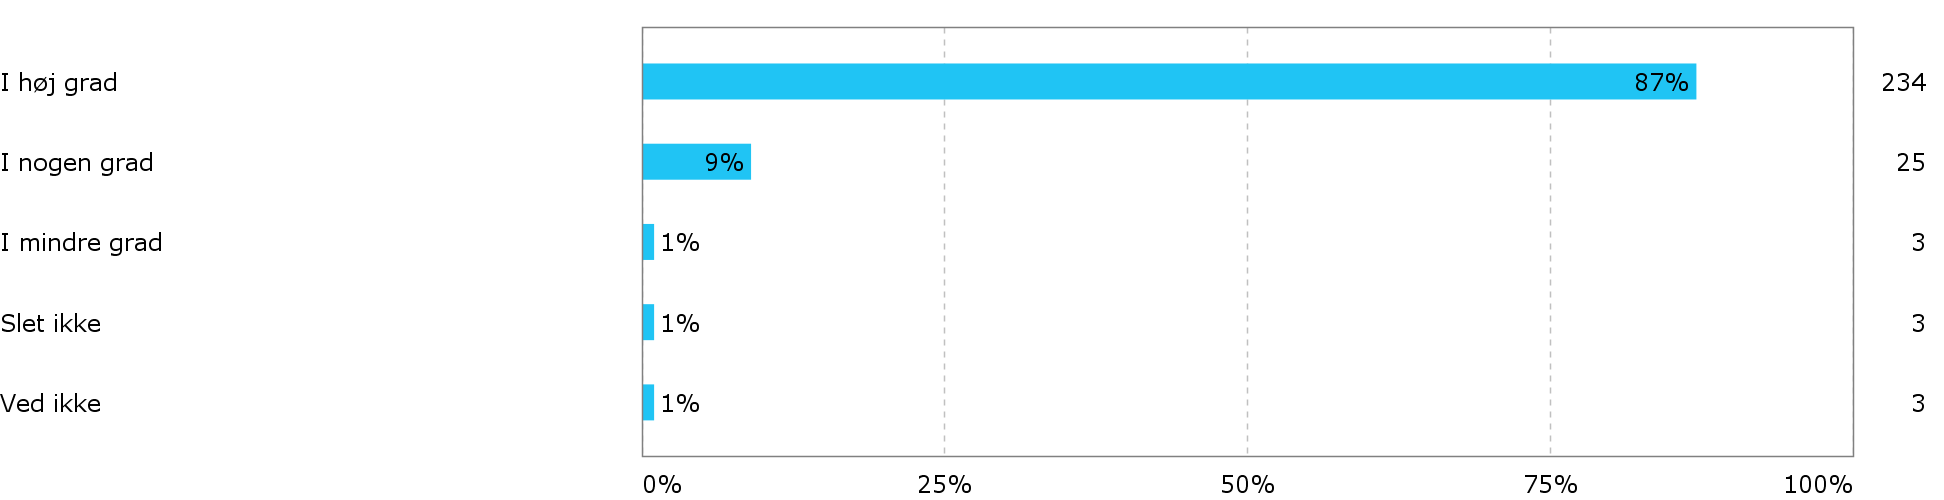 I høj grad 87% 234
I nogen grad 9% 25
I mindre grad 1% 3
Slet ikke 1% 3
Ved ikke 1% 3
0% 25% 50% 75% 100%